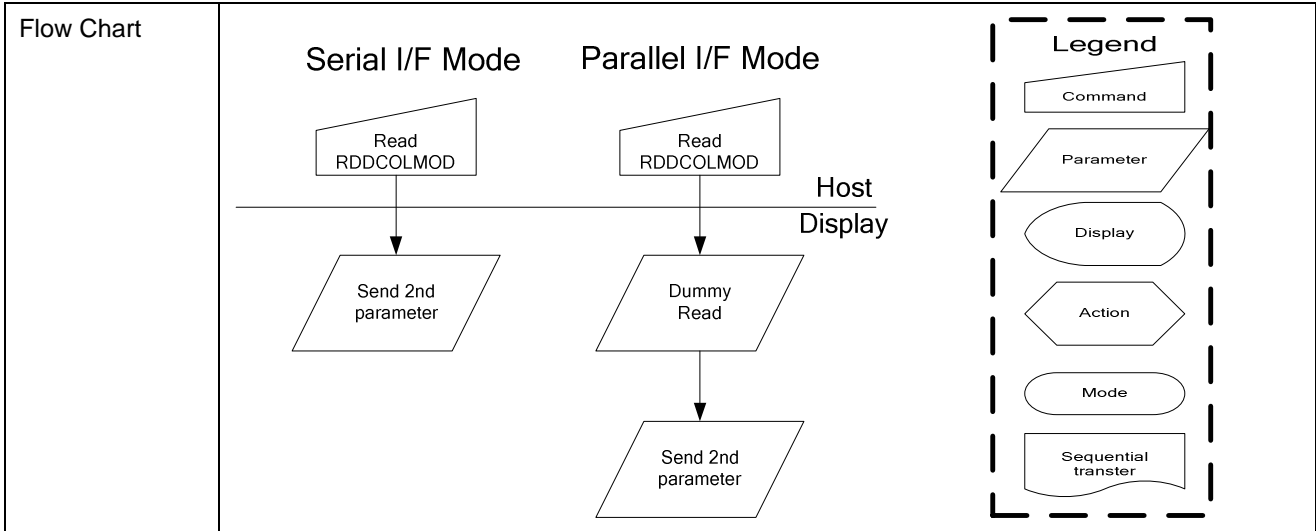 Flow Chart
Serial I/F Mode
Parallel I/F Mode
Read
RDDCOLMOD
Read
RDDCOLMOD
Host
Display
Send 2nd
parameter
Dummy
Read
Send 2nd
parameter
Legend
Command
Parameter
Display
Action
Mode
Sequential
transter